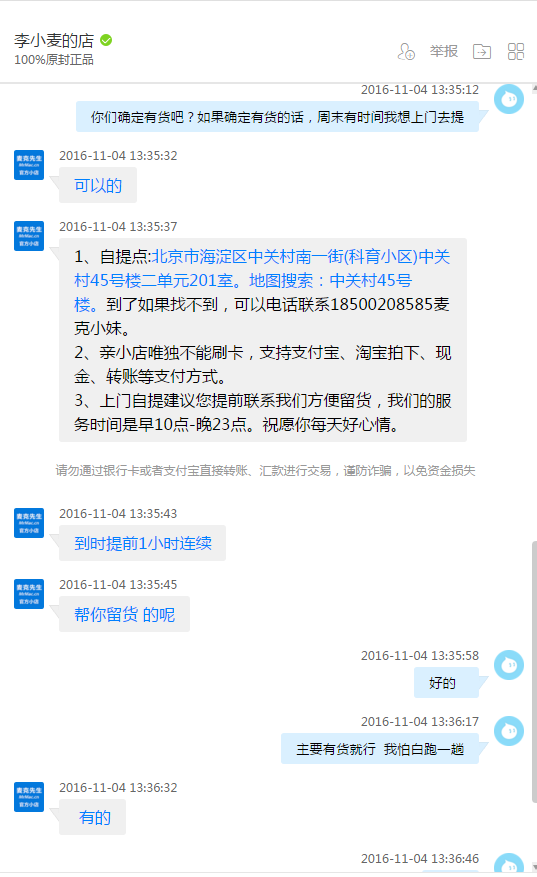 李小麦的店
100%原封正品
举报
2016-11-04 13:35:12
你们确定有货吧？如果确定有货的话，周末有时间我想上门去提
麦克先生
MrMac.cn
官方小店
2016-11-04 13:35:32
可以的
麦克先生
MrMac.cn
官方小店
2016-11-04 13:35:37
1、自提点:北京市海淀区中关村南一街(科育小区)中关
村45号楼二单元201室。地图搜索：中关村45号
楼。到了如果找不到，可以电话联系18500208585麦
克小妹。
2、亲小店唯独不能刷卡，支持支付宝、淘宝拍下、现
金、转账等支付方式。
3、上门自提建议您提前联系我们方便留货，我们的服
务时间是早10点-晚23点。祝愿你每天好心情。
请勿通过银行卡或者支付宝直接转账、汇款进行交易，谨防诈骗，以免资金损失
麦克先生
MrMac.cn
官方小店
2016-11-04 13:35:43
到时提前1小时连续
麦克先生
MrMac.cn
官方小店
2016-11-04 13:35:45
帮你留货 的呢
2016-11-04 13:35:58
好的
2016-11-04 13:36:17
主要有货就行 我怕白跑一趟
麦克先生
MrMac.cn
官方小店
2016-11-04 13:36:32
有的
2016-11-04 13:36:46